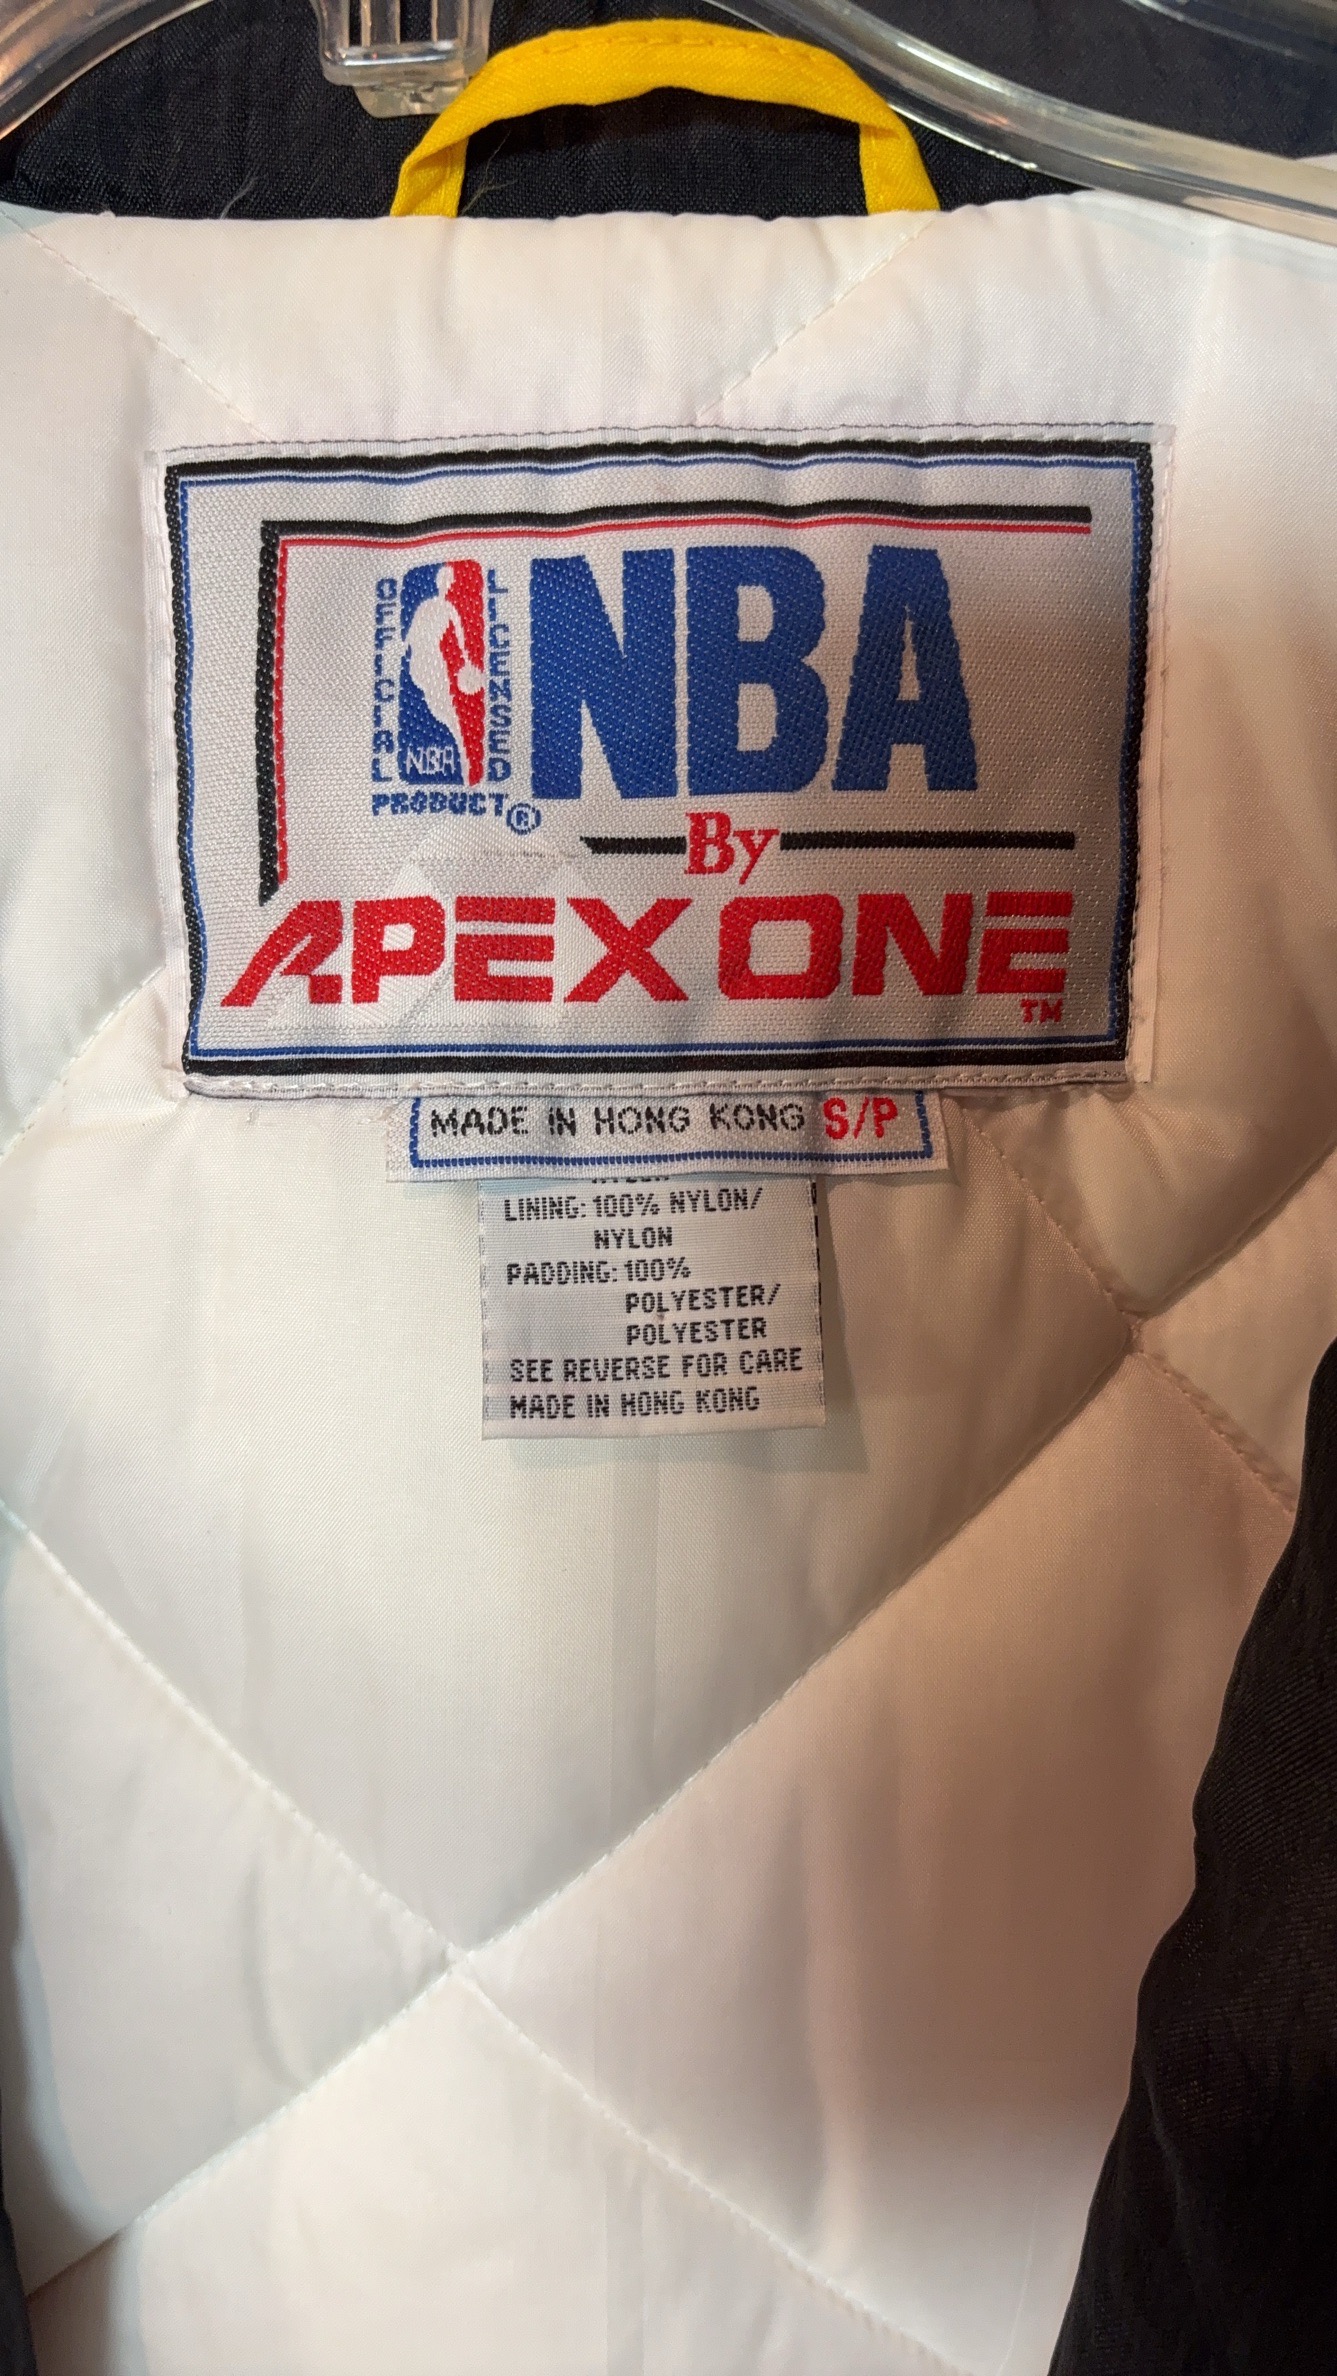 OFFICIAL
LICENSED
NBA
PRODUCT®
NBA
By
APEX ONE
TM
MADE IN HONG KONG S/P
LINING: 100% NYLON/
NYLON
PADDING: 100%
POLYESTER/
POLYESTER
SEE REVERSE FOR CARE
MADE IN HONG KONG